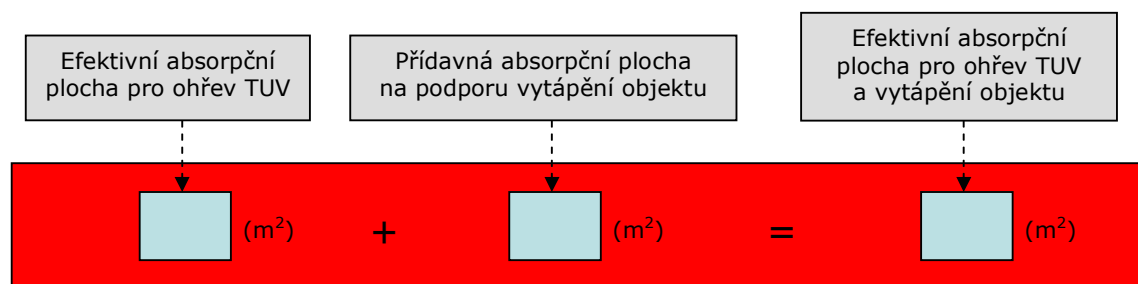 Efektivní absorpční
plocha pro ohřev TUV
Přídavná absorpční plocha
na podporu vytápění objektu
Efektivní absorpční
plocha pro ohřev TUV
a vytápění objektu
(m²) + (m²) = (m²)